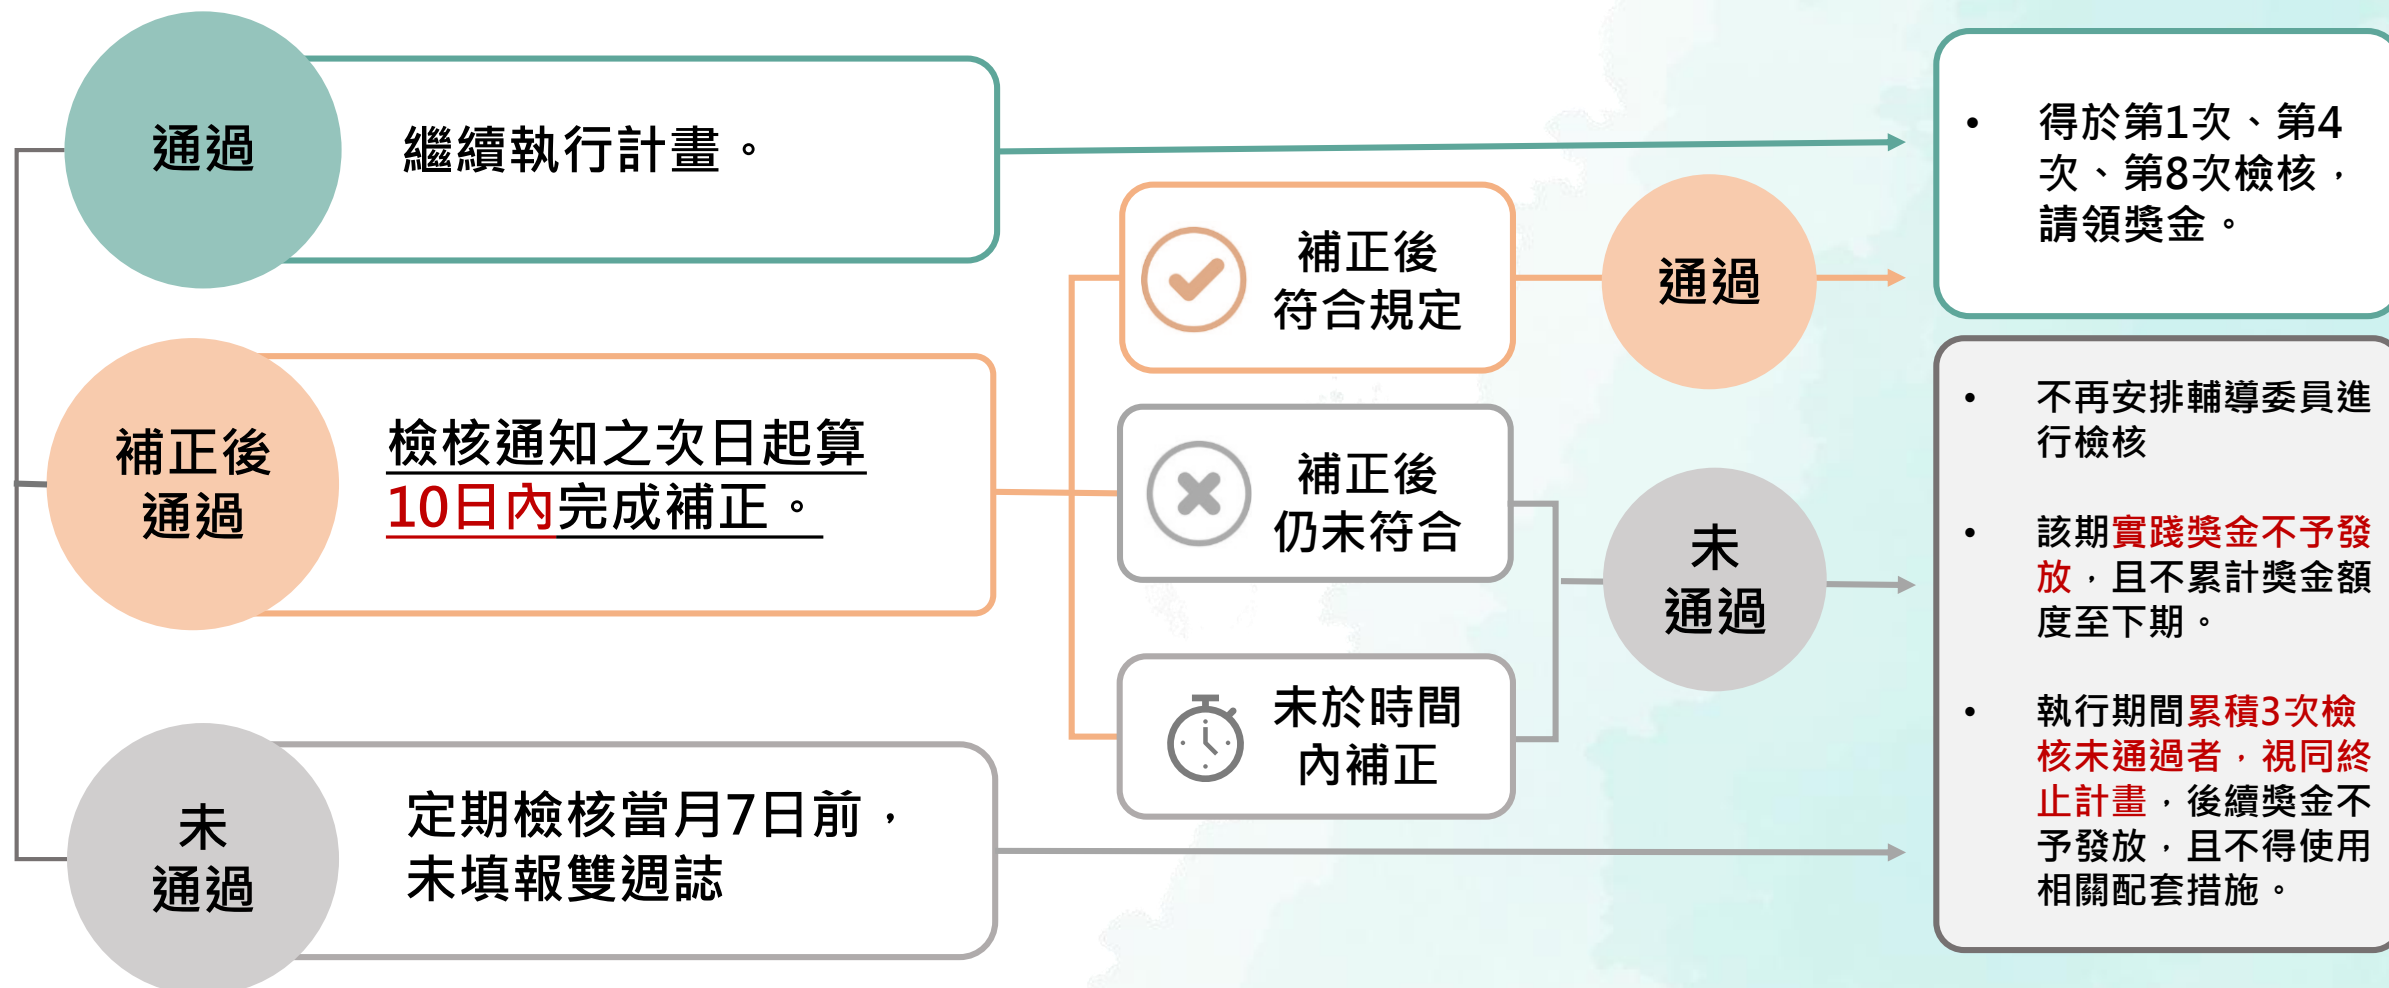 通過
繼續執行計畫。
補正後
通過
檢核通知之次日起算
10日內完成補正。
未
通過
定期檢核當月7日前，
未填報雙週誌
補正後
符合規定
通過
補正後
仍未符合
未於時間
內補正
未
通過
• 得於第1次、第4
次、第8次檢核，
請領獎金。
• 不再安排輔導委員進
行檢核
• 該期實踐獎金不予發
放，且不累計獎金額
度至下期。
• 執行期間累積3次檢
核未通過者，視同終
止計畫，後續獎金不
予發放，且不得使用
相關配套措施。